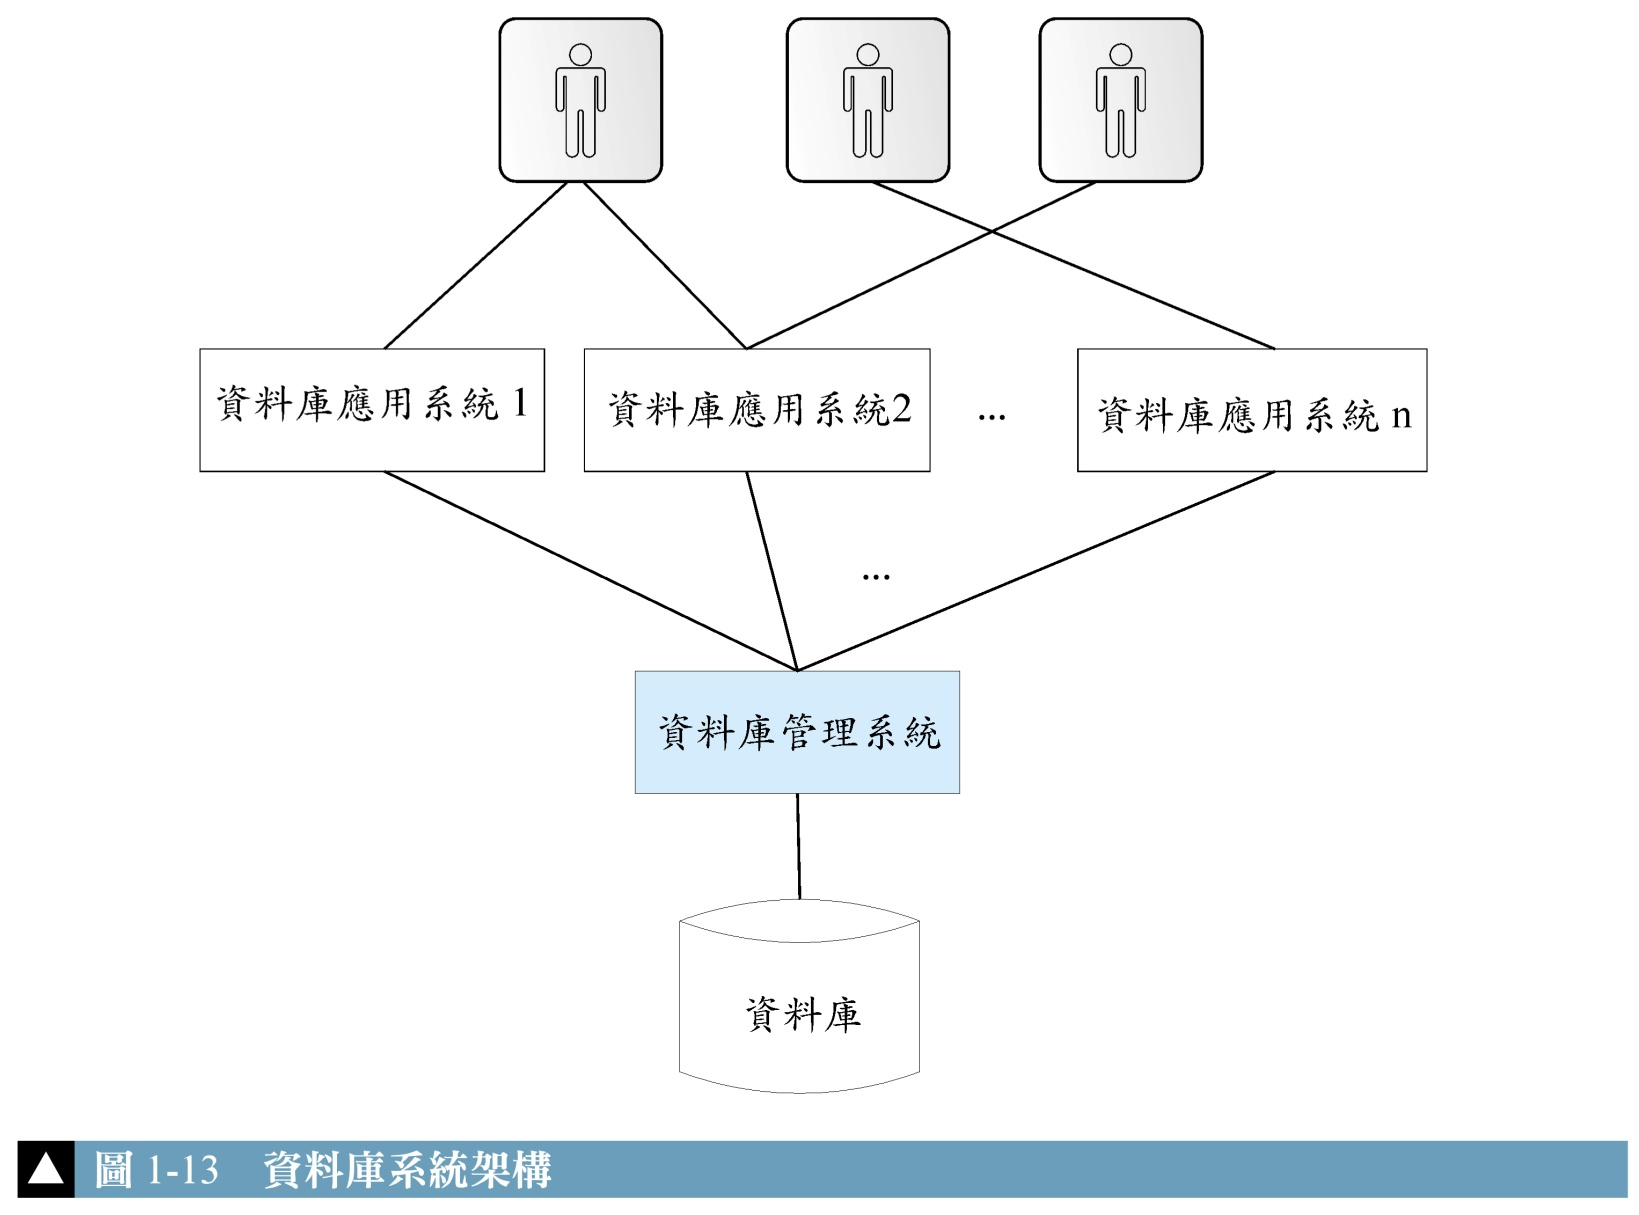 資料庫應用系統 1
資料庫應用系統2
...
資料庫應用系統 n
...
資料庫管理系統
資料庫
圖 1-13 資料庫系統架構